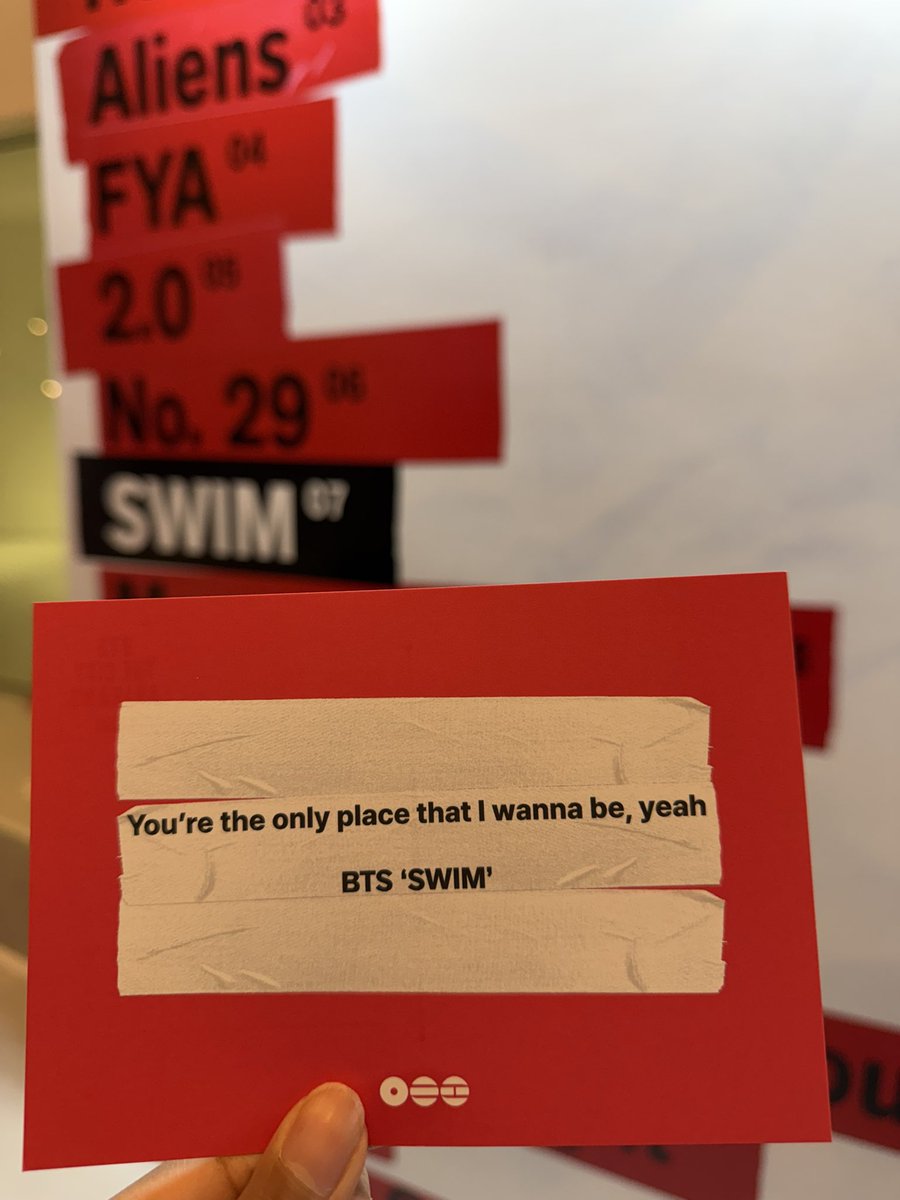 Aliens 03
FYA 04
2.0 05
No. 29 06
SWIM 07
You're the only place that I wanna be, yeah
BTS ‘SWIM’